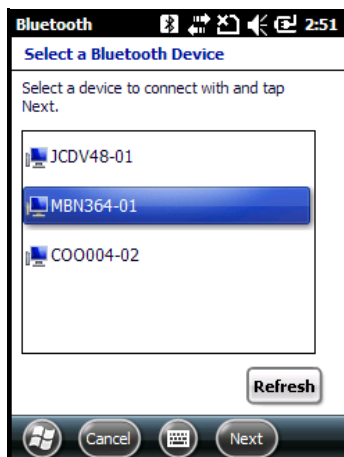 Bluetooth 2:51
Select a Bluetooth Device
Select a device to connect with and tap
Next.
JCDV48-01
MBN364-01
COO004-02
Refresh
Cancel Next